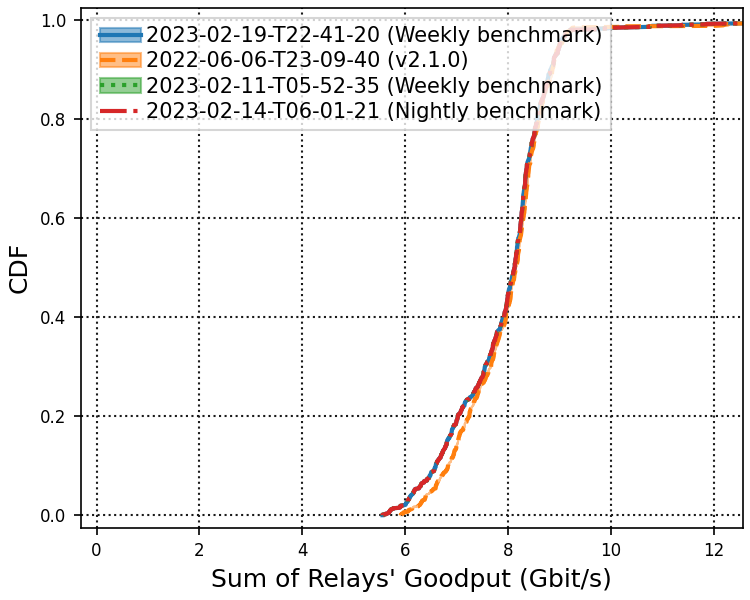 2023-02-19-T22-41-20 (Weekly benchmark)
2022-06-06-T23-09-40 (v2.1.0)
2023-02-11-T05-52-35 (Weekly benchmark)
2023-02-14-T06-01-21 (Nightly benchmark)
1.0
0.8
0.6
0.4
0.2
0.0
CDF
0 2 4 6 8 10 12
Sum of Relays' Goodput (Gbit/s)